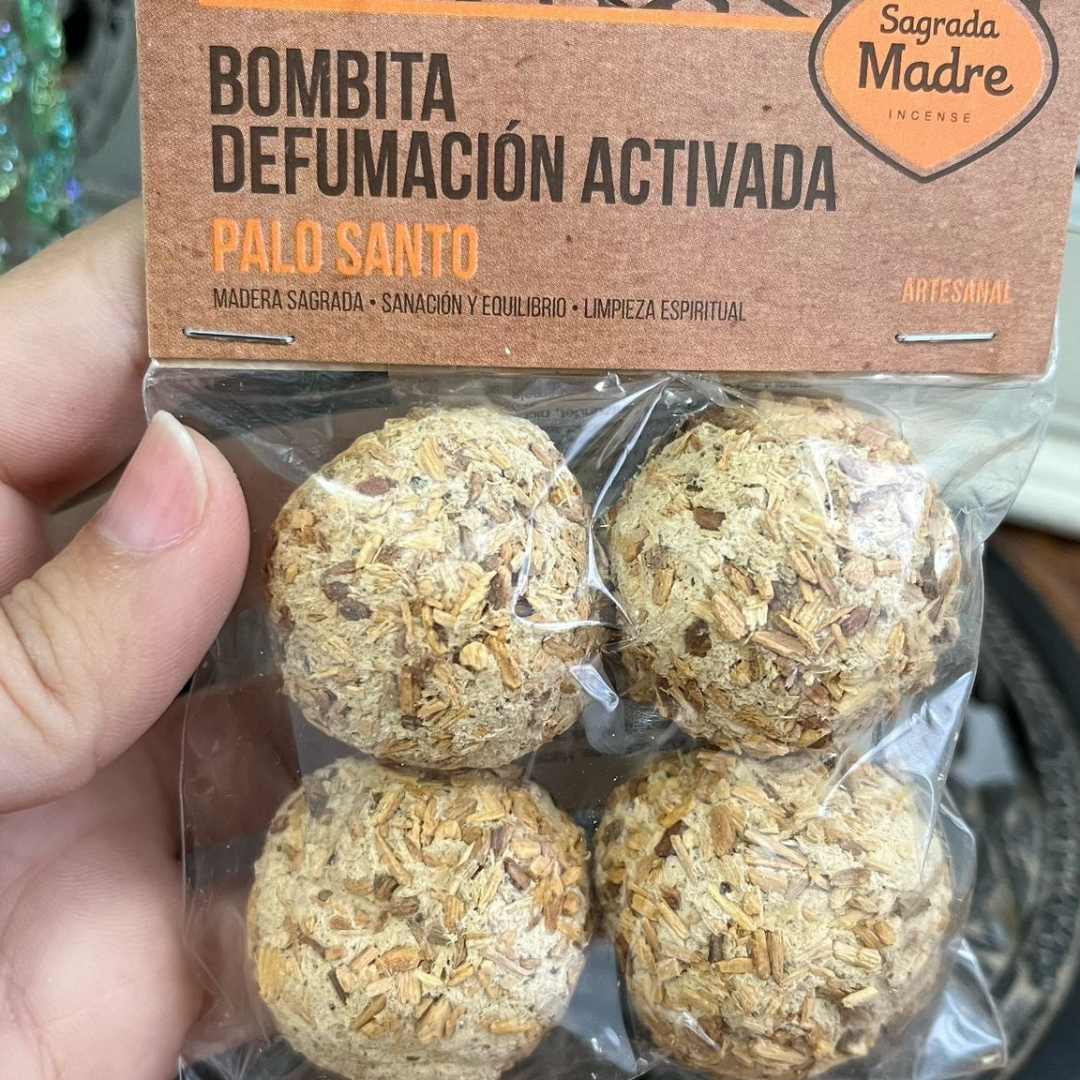 Sagrada
Madre
INCENSE
BOMBITA
DEFUMACIÓN ACTIVADA
PALO SANTO
MADERA SAGRADA • SANACIÓN Y EQUILIBRIO • LIMPIEZA ESPIRITUAL
ARTESANAL